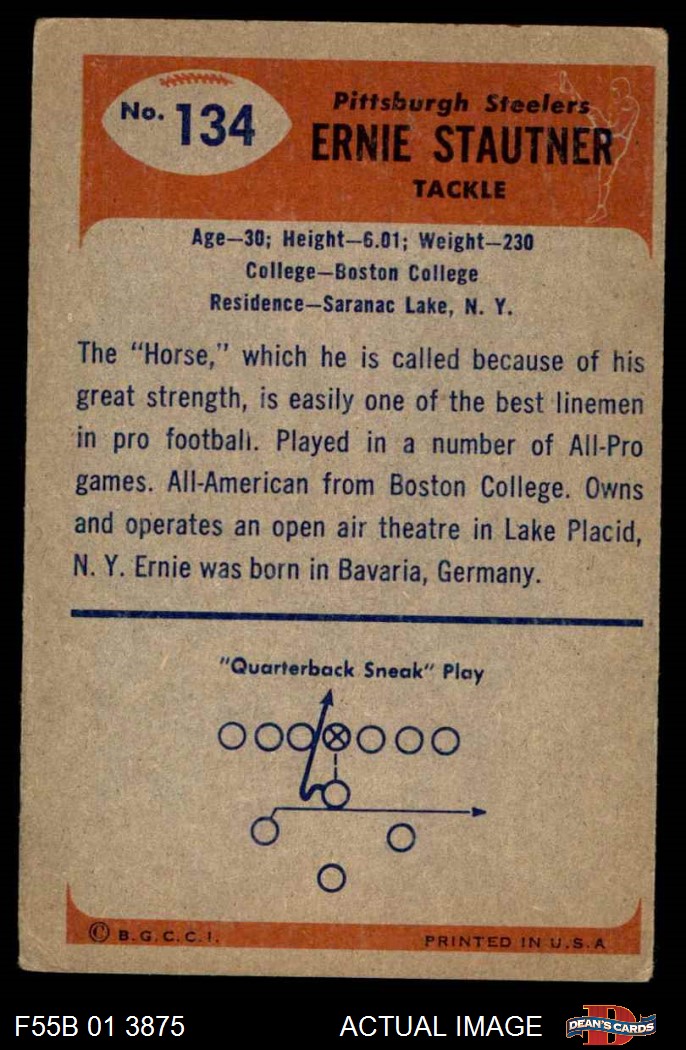 No. 134
Pittsburgh Steelers
ERNIE STAUTNER
TACKLE
Age—30; Height—6.01; Weight—230
College—Boston College
Residence—Saranac Lake, N. Y.
The "Horse," which he is called because of his
great strength, is easily one of the best linemen
in pro football. Played in a number of All-Pro
games. All-American from Boston College. Owns
and operates an open air theatre in Lake Placid,
N. Y. Ernie was born in Bavaria, Germany.
"Quarterback Sneak" Play
© B.G.C.C.I.
PRINTED IN U.S.A
F55B 01 3875
ACTUAL IMAGE
D
DEAN'S CARDS